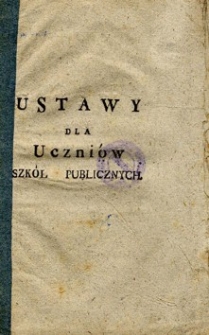 USTAWY
DLA
Uczniów
SZKÓŁ PUBLICZNYCH.